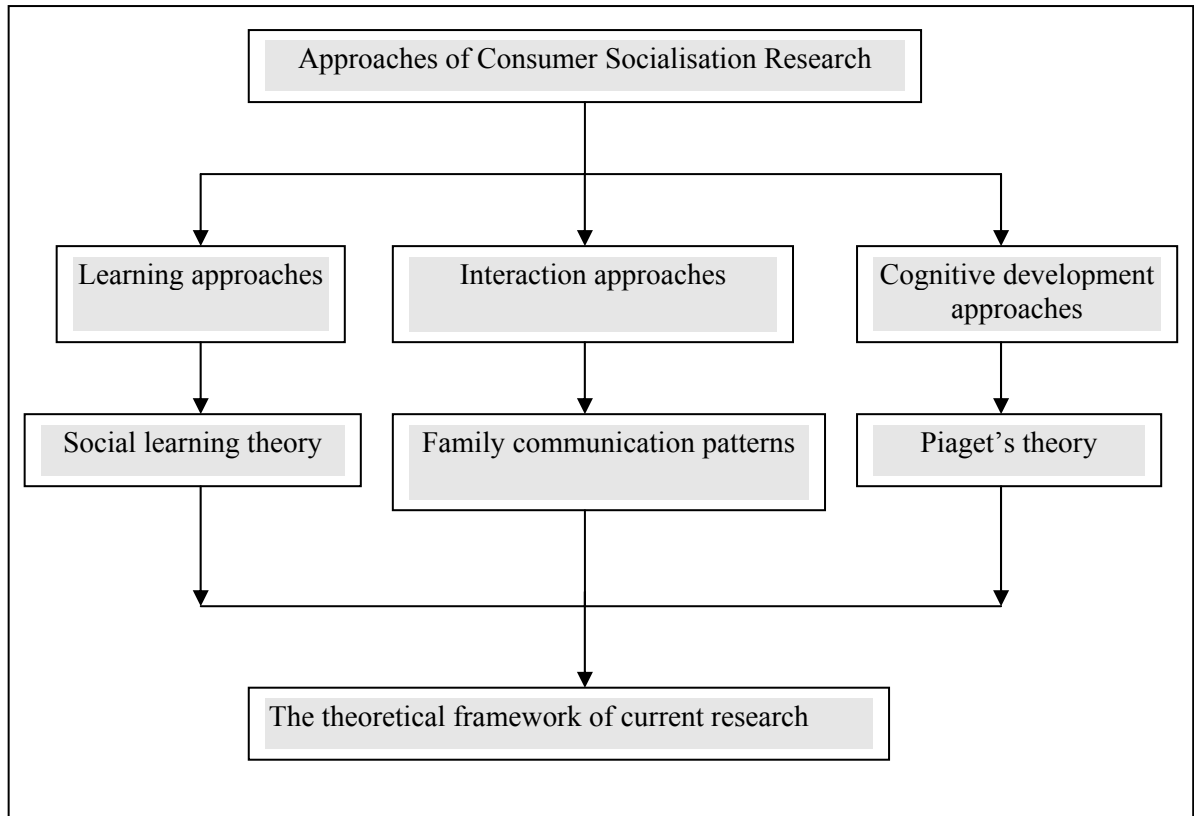 Approaches of Consumer Socialisation Research
Learning approaches
Interaction approaches
Cognitive development
approaches
Social learning theory
Family communication patterns
Piaget’s theory
The theoretical framework of current research